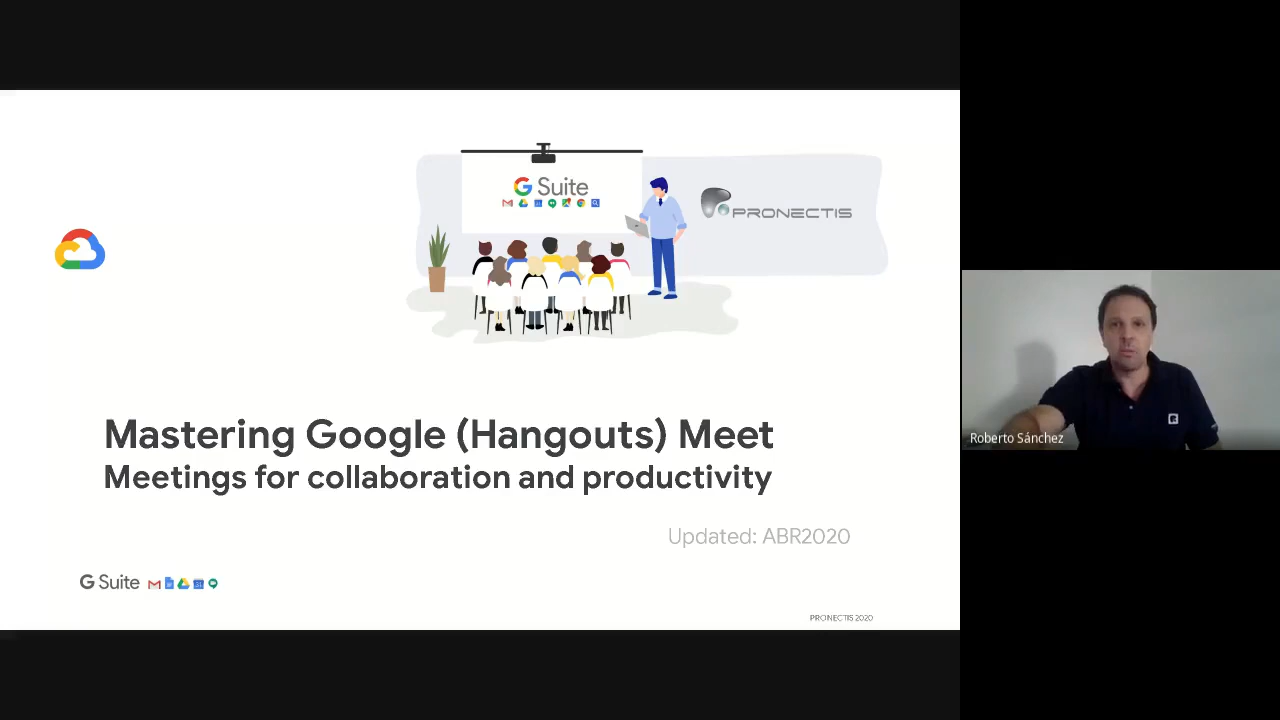 G Suite
PRONECTIS
Mastering Google (Hangouts) Meet
Meetings for collaboration and productivity
Updated: ABR2020
G Suite
PRONECTIS 2020
Roberto Sánchez